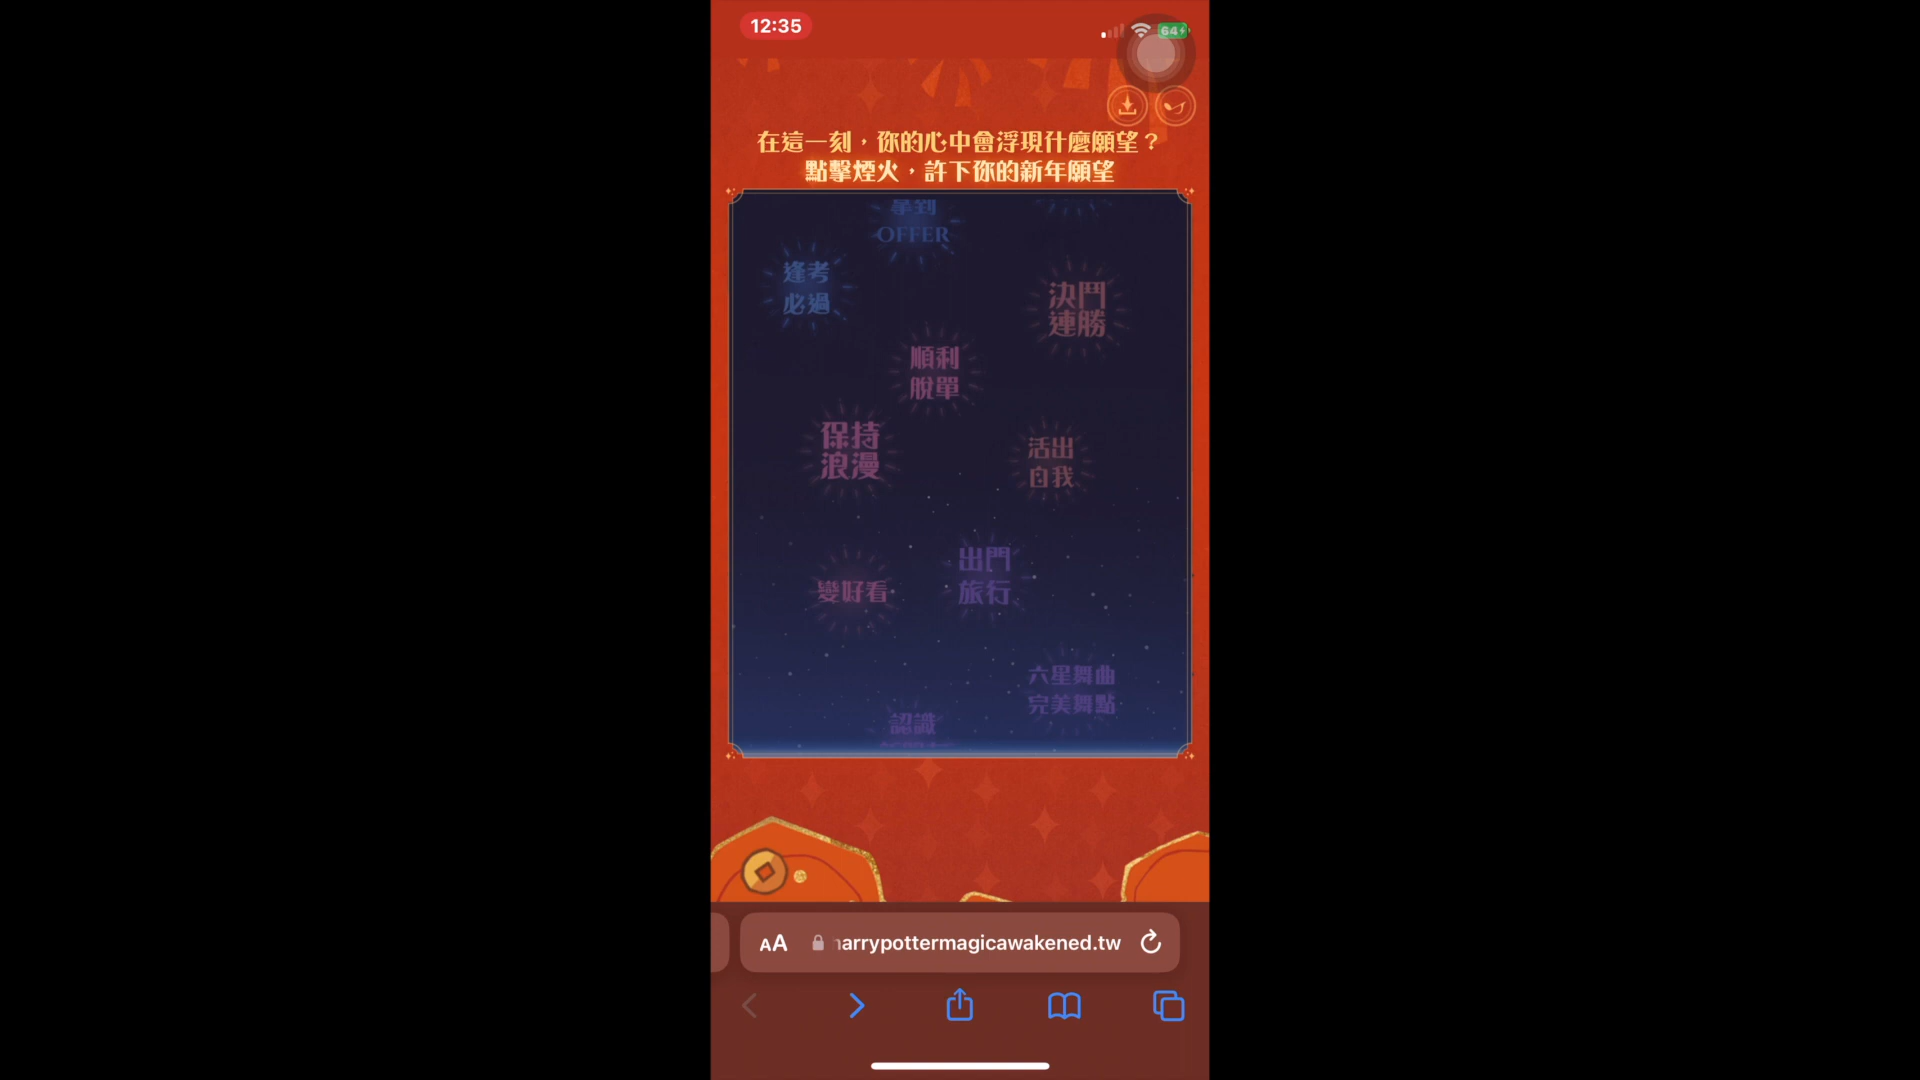 12:35
64
在這一刻，你的心中會浮現什麼願望？
點擊煙火，許下你的新年願望
拿到
OFFER
逢考
必過
決鬥
連勝
順利
脫單
保持
浪漫
活出
自我
出門
旅行
變好看
六星舞曲
完美舞點
認識
AA
arrypottermagicawakened.tw